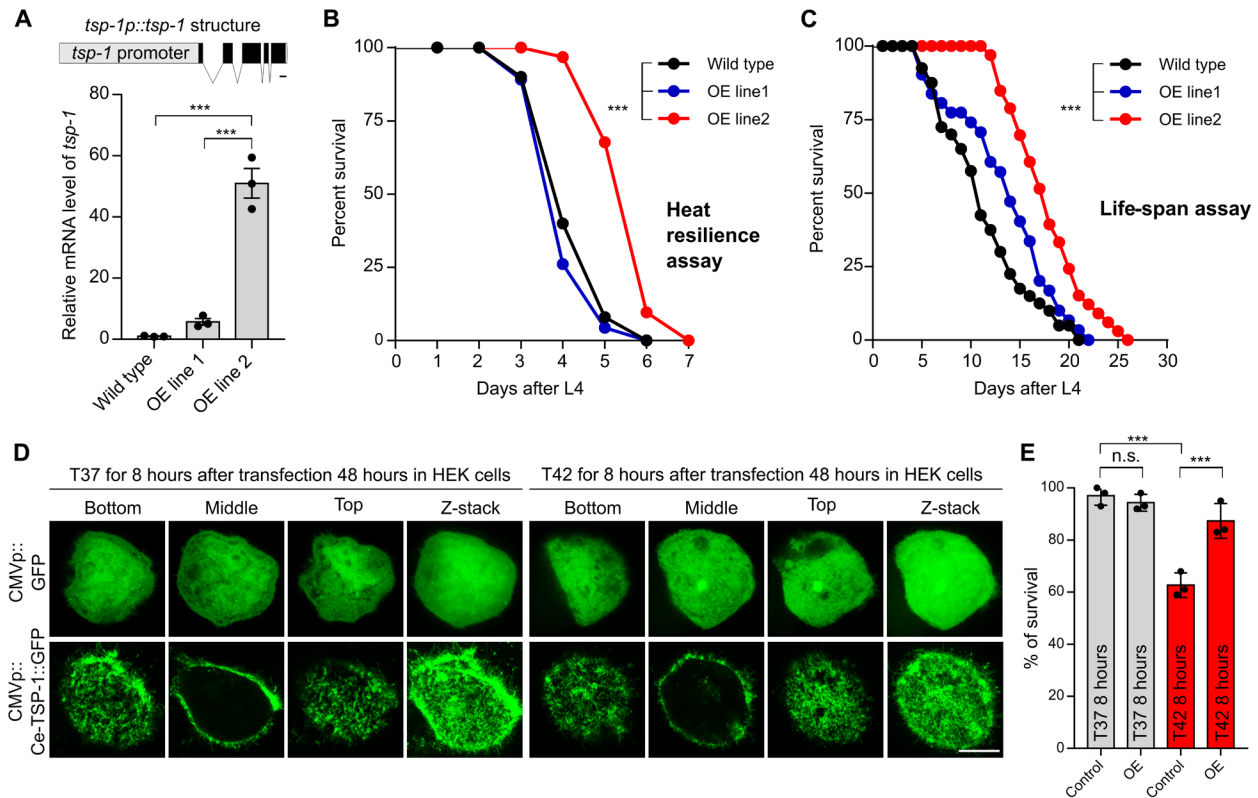 A
tsp-1p::tsp-1 structure
tsp-1 promoter
Relative mRNA level of tsp-1
80
60
40
20
0
***
***
Wild type
OE line 1
OE line 2
B
Percent survival
100
75
50
25
0
0 1 2 3 4 5 6 7
Days after L4
***
Wild type
OE line1
OE line2
Heat
resilience
assay
C
Percent survival
100
75
50
25
0
0 5 10 15 20 25 30
Days after L4
***
Wild type
OE line1
OE line2
Life-span assay
D
T37 for 8 hours after transfection 48 hours in HEK cells
T42 for 8 hours after transfection 48 hours in HEK cells
Bottom Middle Top Z-stack
Bottom Middle Top Z-stack
CMVp::
GFP
CMVp::
Ce-TSP-1::GFP
E
***
n.s.
***
% of survival
100
80
60
40
20
0
T37 8 hours
T37 8 hours
T42 8 hours
T42 8 hours
Control
OE
Control
OE